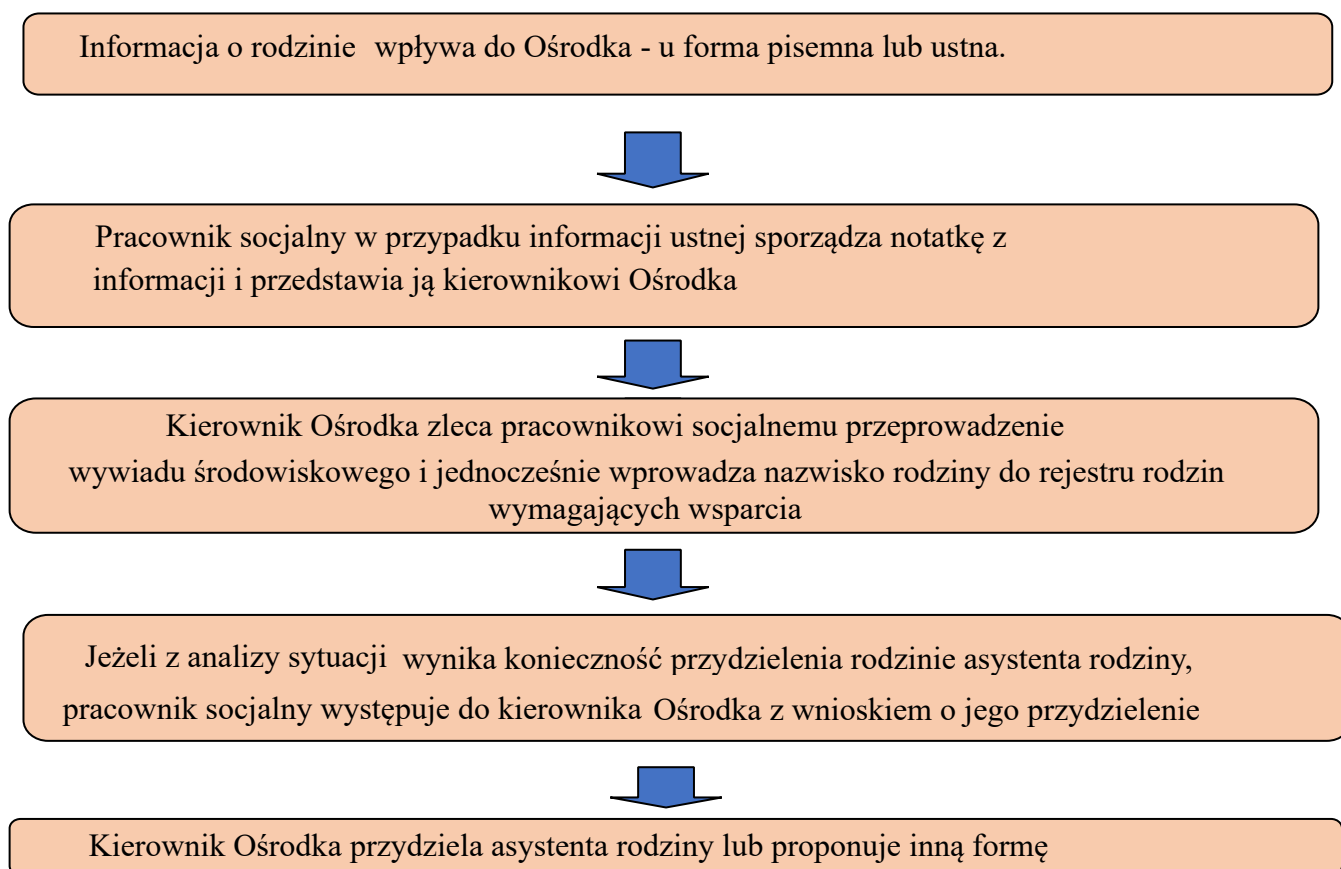 Informacja o rodzinie wpływa do Ośrodka - u forma pisemna lub ustna.
Pracownik socjalny w przypadku informacji ustnej sporządza notatkę z
informacji i przedstawia ją kierownikowi Ośrodka
Kierownik Ośrodka zleca pracownikowi socjalnemu przeprowadzenie
wywiadu środowiskowego i jednocześnie wprowadza nazwisko rodziny do rejestru rodzin
wymagających wsparcia
Jeżeli z analizy sytuacji wynika konieczność przydzielenia rodzinie asystenta rodziny,
pracownik socjalny występuje do kierownika Ośrodka z wnioskiem o jego przydzielenie
Kierownik Ośrodka przydziela asystenta rodziny lub proponuje inną formę